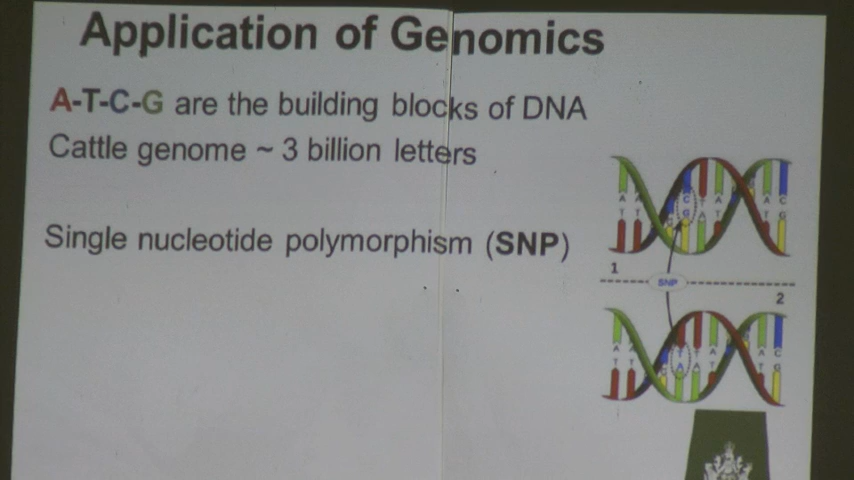 Application of Genomics
A-T-C-G are the building blocks of DNA
Cattle genome ~ 3 billion letters
Single nucleotide polymorphism (SNP)
1
SNP
2